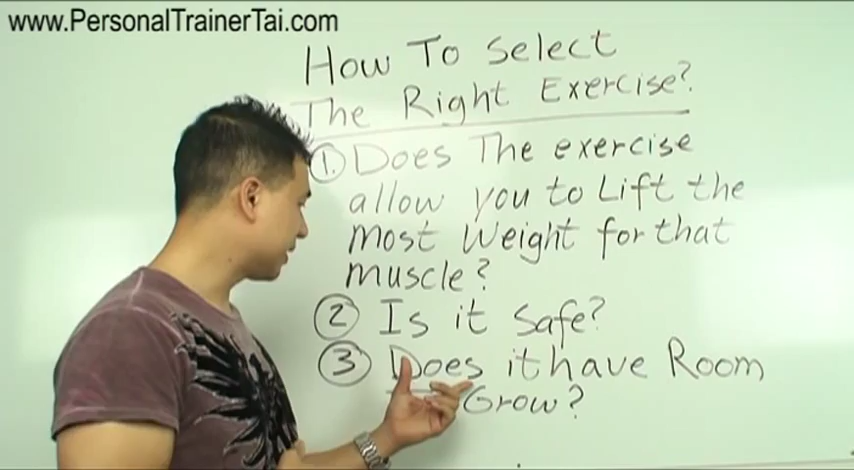 www.PersonalTrainerTai.com
How To Select
The Right Exercise?
1. Does The exercise
allow you to Lift the
most Weight for that
muscle?
2 Is it Safe?
3 Does it have Room
Grow?